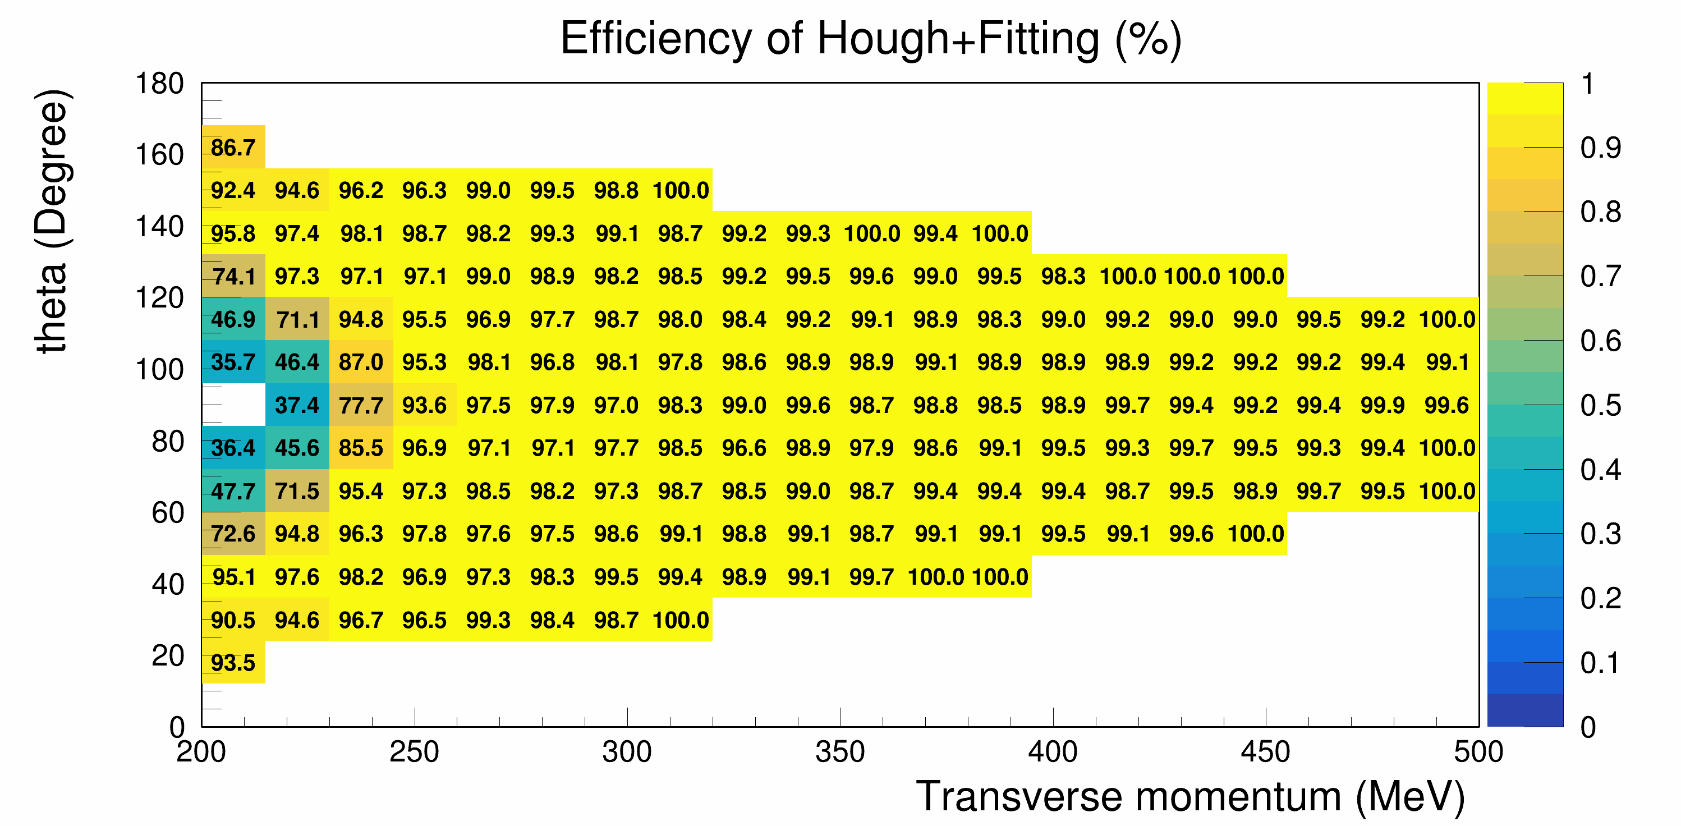 Efficiency of Hough+Fitting (%)
theta (Degree)
180
160
140
120
100
80
60
40
20
0
86.7
92.4 94.6 96.2 96.3 99.0 99.5 98.8 100.0
95.8 97.4 98.1 98.7 98.2 99.3 99.1 98.7 99.2 99.3 100.0 99.4 100.0
74.1 97.3 97.1 97.1 99.0 98.9 98.2 98.5 99.2 99.5 99.6 99.0 99.5 98.3 100.0 100.0 100.0
46.9 71.1 94.8 95.5 96.9 97.7 98.7 98.0 98.4 99.2 99.1 98.9 98.3 99.0 99.2 99.0 99.0 99.5 99.2 100.0
35.7 46.4 87.0 95.3 98.1 96.8 98.1 97.8 98.6 98.9 98.9 99.1 98.9 98.9 98.9 99.2 99.2 99.2 99.4 99.1
37.4 77.7 93.6 97.5 97.9 97.0 98.3 99.0 99.6 98.7 98.8 98.5 98.9 99.7 99.4 99.2 99.4 99.9 99.6
36.4 45.6 85.5 96.9 97.1 97.1 97.7 98.5 96.6 98.9 97.9 98.6 99.1 99.5 99.3 99.7 99.5 99.3 99.4 100.0
47.7 71.5 95.4 97.3 98.5 98.2 97.3 98.7 98.5 99.0 98.7 99.4 99.4 99.4 98.7 99.5 98.9 99.7 99.5 100.0
72.6 94.8 96.3 97.8 97.6 97.5 98.6 99.1 98.8 99.1 98.7 99.1 99.1 99.5 99.1 99.6 100.0
95.1 97.6 98.2 96.9 97.3 98.3 99.5 99.4 98.9 99.1 99.7 100.0 100.0
90.5 94.6 96.7 96.5 99.3 98.4 98.7 100.0
93.5
200 250 300 350 400 450 500
Transverse momentum (MeV)
1
0.9
0.8
0.7
0.6
0.5
0.4
0.3
0.2
0.1
0